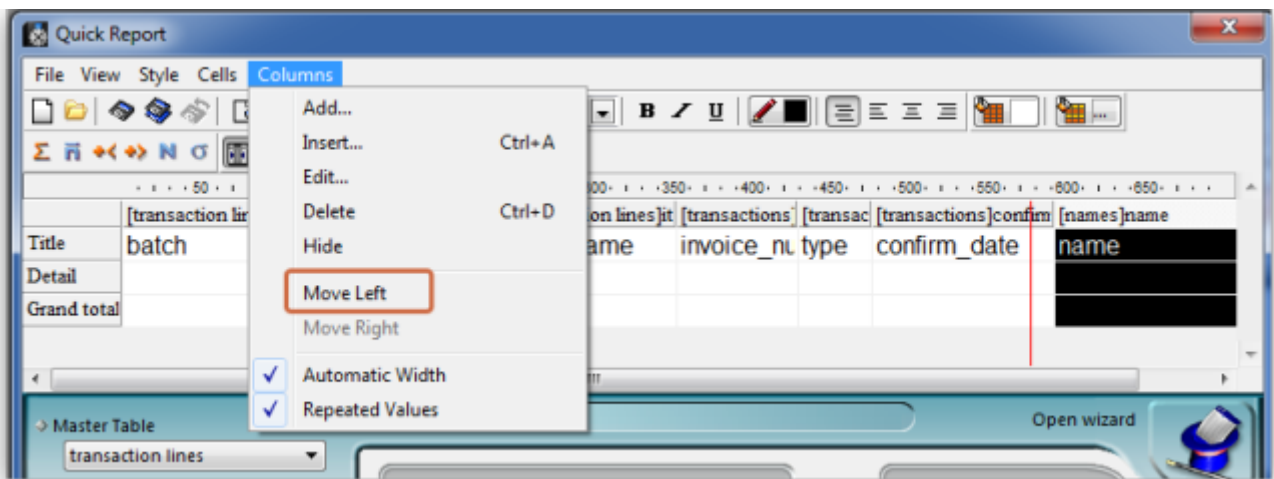 Quick Report
File View Style Cells Columns
Add...
B I U
Insert... Ctrl+A
Edit...
50 350 400 450 500 550 600 650
Delete Ctrl+D
[transaction lin on lines]it [transactions] [transac [transactions]confirm [names]name
Hide
Title batch ame invoice_nu type confirm_date name
Detail
Move Left
Grand total
Move Right
Automatic Width
Repeated Values
Master Table Open wizard
transaction lines